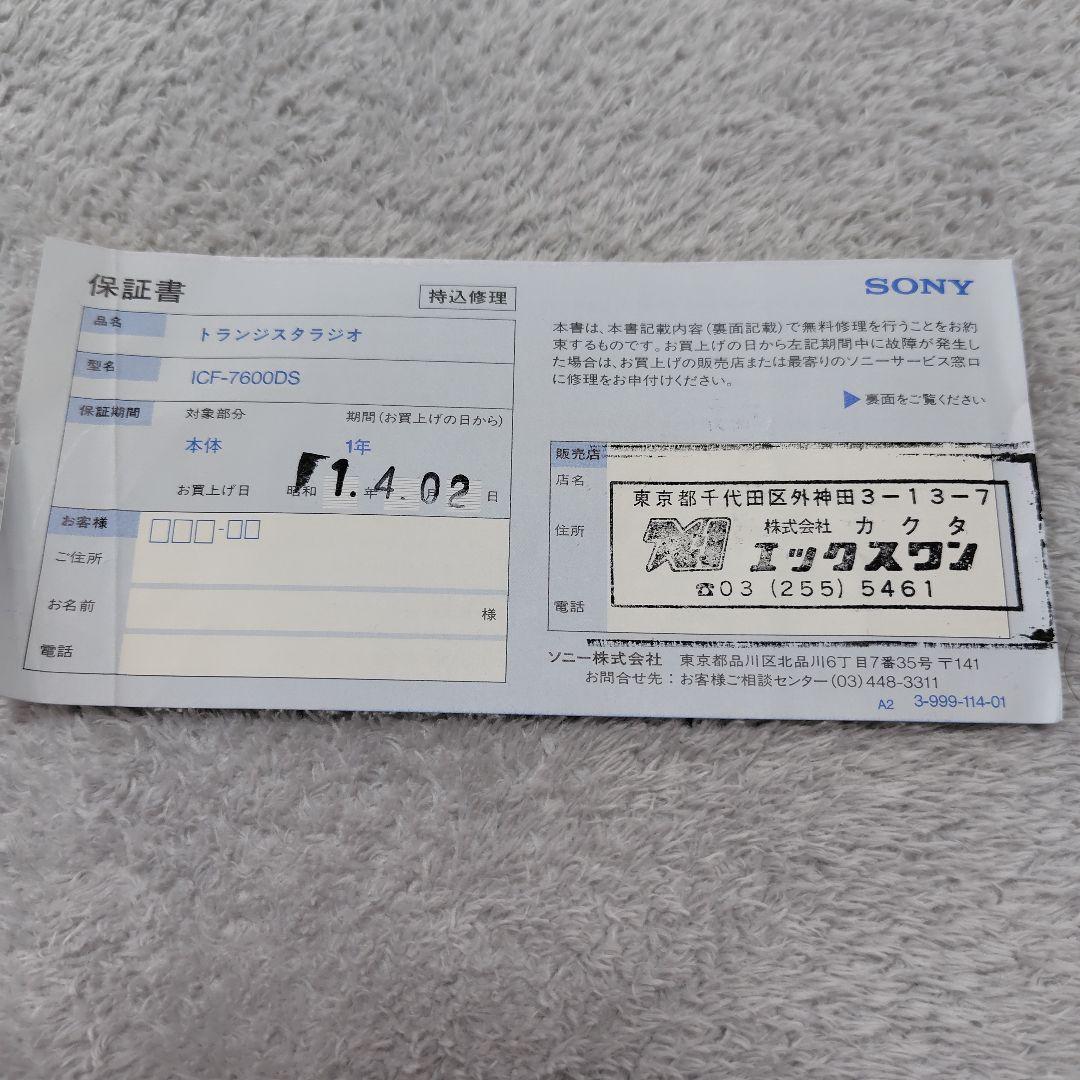 保証書
持込修理
品名
トランジスタラジオ
型名
ICF-7600DS
保証期間
対象部分
期間(お買上げの日から)
本体
1年
お買上げ日
昭和 1.年4.月02日
お客様
□□□-□□
ご住所
お名前
様
電話
SONY
本書は、本書記載内容(裏面記載)で無料修理を行うことをお約
束するものです。お買上げの日から左記期間中に故障が発生し
た場合は、お買上げの販売店または最寄りのソニーサービス窓口
に修理をお申付けください。
▶裏面をご覧ください
販売店
店名
住所
電話
東京都千代田区外神田3-13-7
株式会社 カクタ
エックスワン
☎03(255)5461
ソニー株式会社 東京都品川区北品川6丁目7番35号 〒141
お問合せ先:お客様ご相談センター(03)448-3311
A2 3-999-114-01